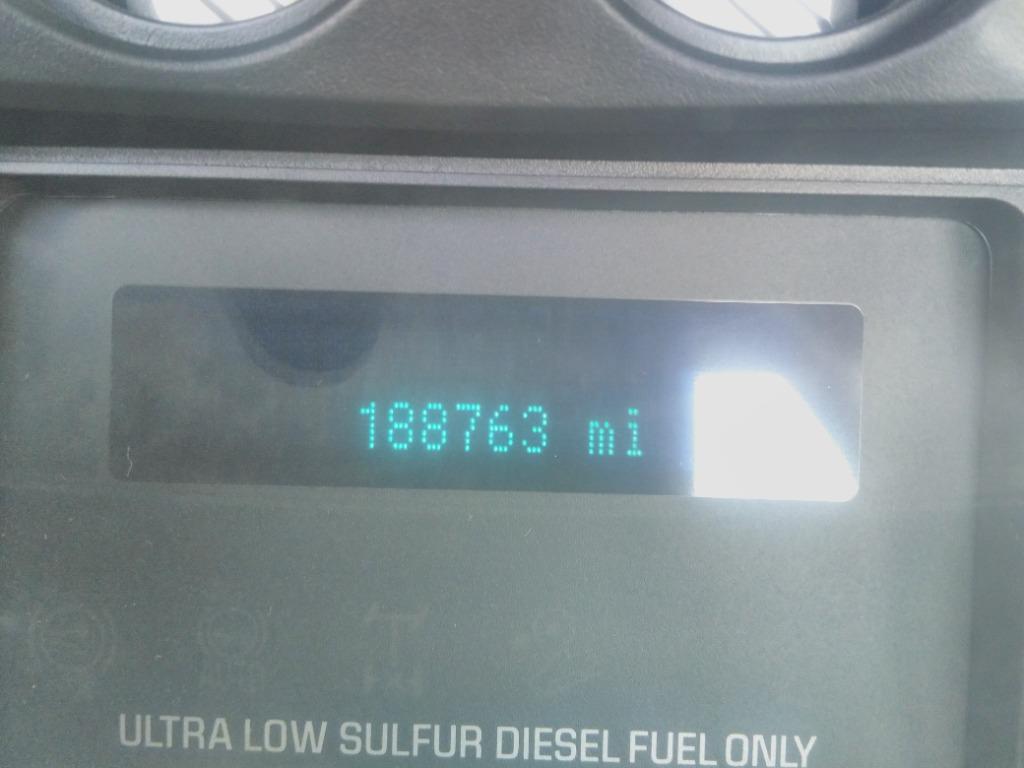 188763 mi
ULTRA LOW SULFUR DIESEL FUEL ONLY